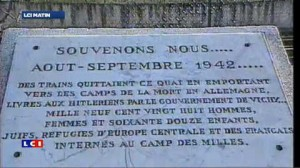 LCI MATIN
SOUVENONS NOUS.....
AOUT-SEPTEMBRE 1942.....
DES TRAINS QUITTAIENT CE QUAI EN EMPORTANT
VERS LES CAMPS DE LA MORT EN ALLEMAGNE,
LIVRES AUX HITLERIENS PAR LE GOUVERNEMENT DE VICHY,
MILLE NEUF CENT VINGT HUIT HOMMES,
FEMMES ET SOIXANTE DOUZE ENFANTS,
JUIFS, REFUGIES D'EUROPE CENTRALE ET DES FRANCAIS
INTERNES AU CAMP DES MILLES.
LCI